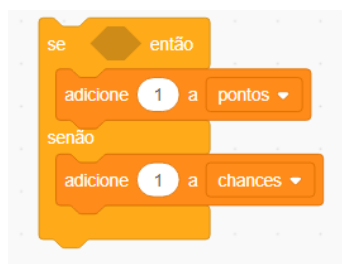 se então
adicione 1 a pontos
senão
adicione 1 a chances